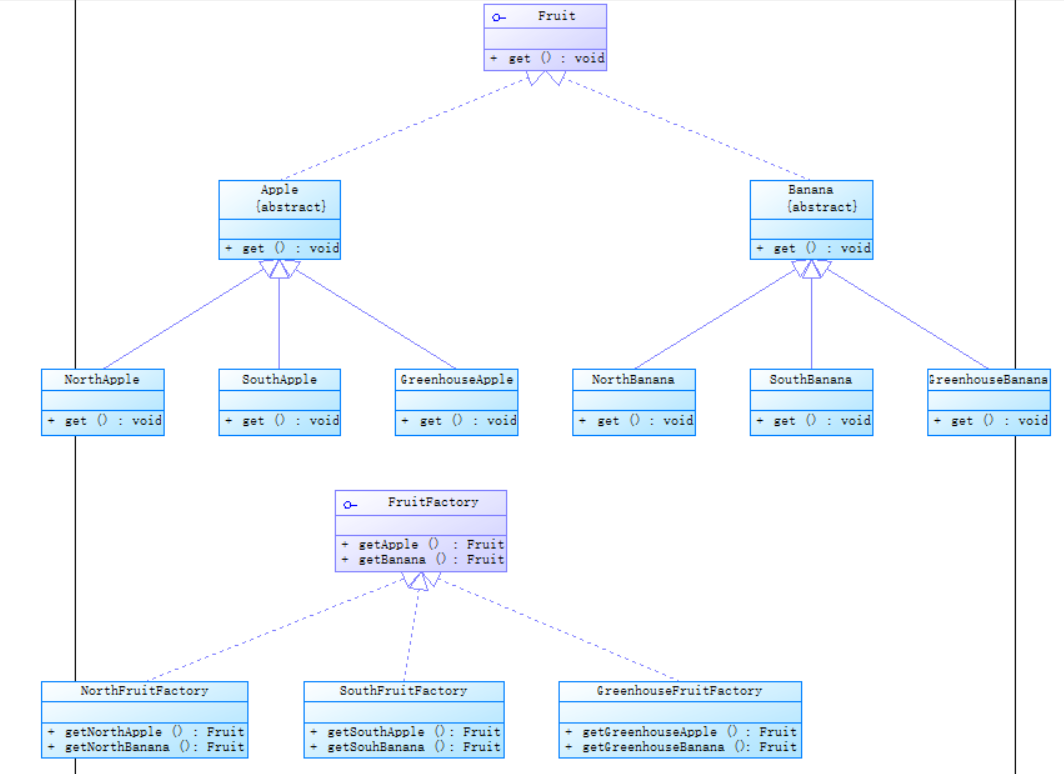 Fruit
+ get () : void
Apple
{abstract}
+ get () : void
Banana
{abstract}
+ get () : void
NorthApple
+ get () : void
SouthApple
+ get () : void
GreenhouseApple
+ get () : void
NorthBanana
+ get () : void
SouthBanana
+ get () : void
GreenhouseBanana
+ get () : void
FruitFactory
+ getApple () : Fruit
+ getBanana () : Fruit
NorthFruitFactory
+ getNorthApple () : Fruit
+ getNorthBanana (): Fruit
SouthFruitFactory
+ getSouthApple () : Fruit
+ getSouhBanana () : Fruit
GreenhouseFruitFactory
+ getGreenhouseApple () : Fruit
+ getGreenhouseBanana (): Fruit